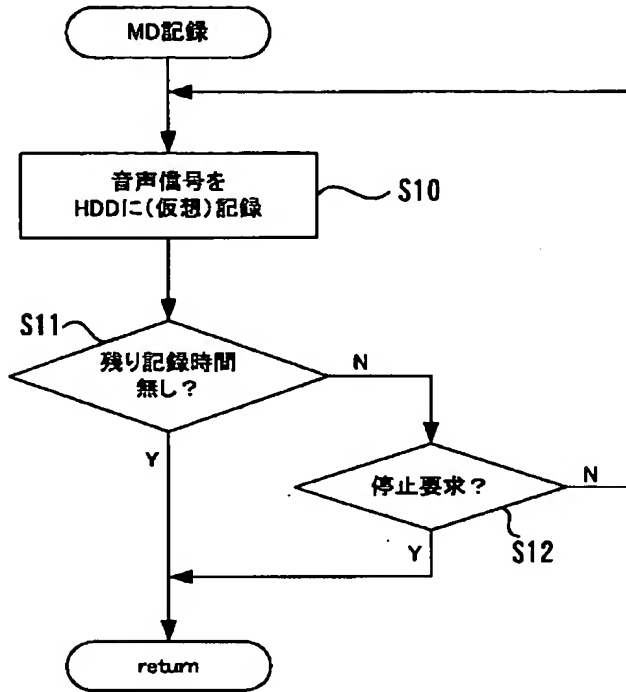 MD記録
音声信号を
HDDに(仮想)記録
S10
S11
残り記録時間
無し?
N
Y
停止要求?
N
S12
Y
return